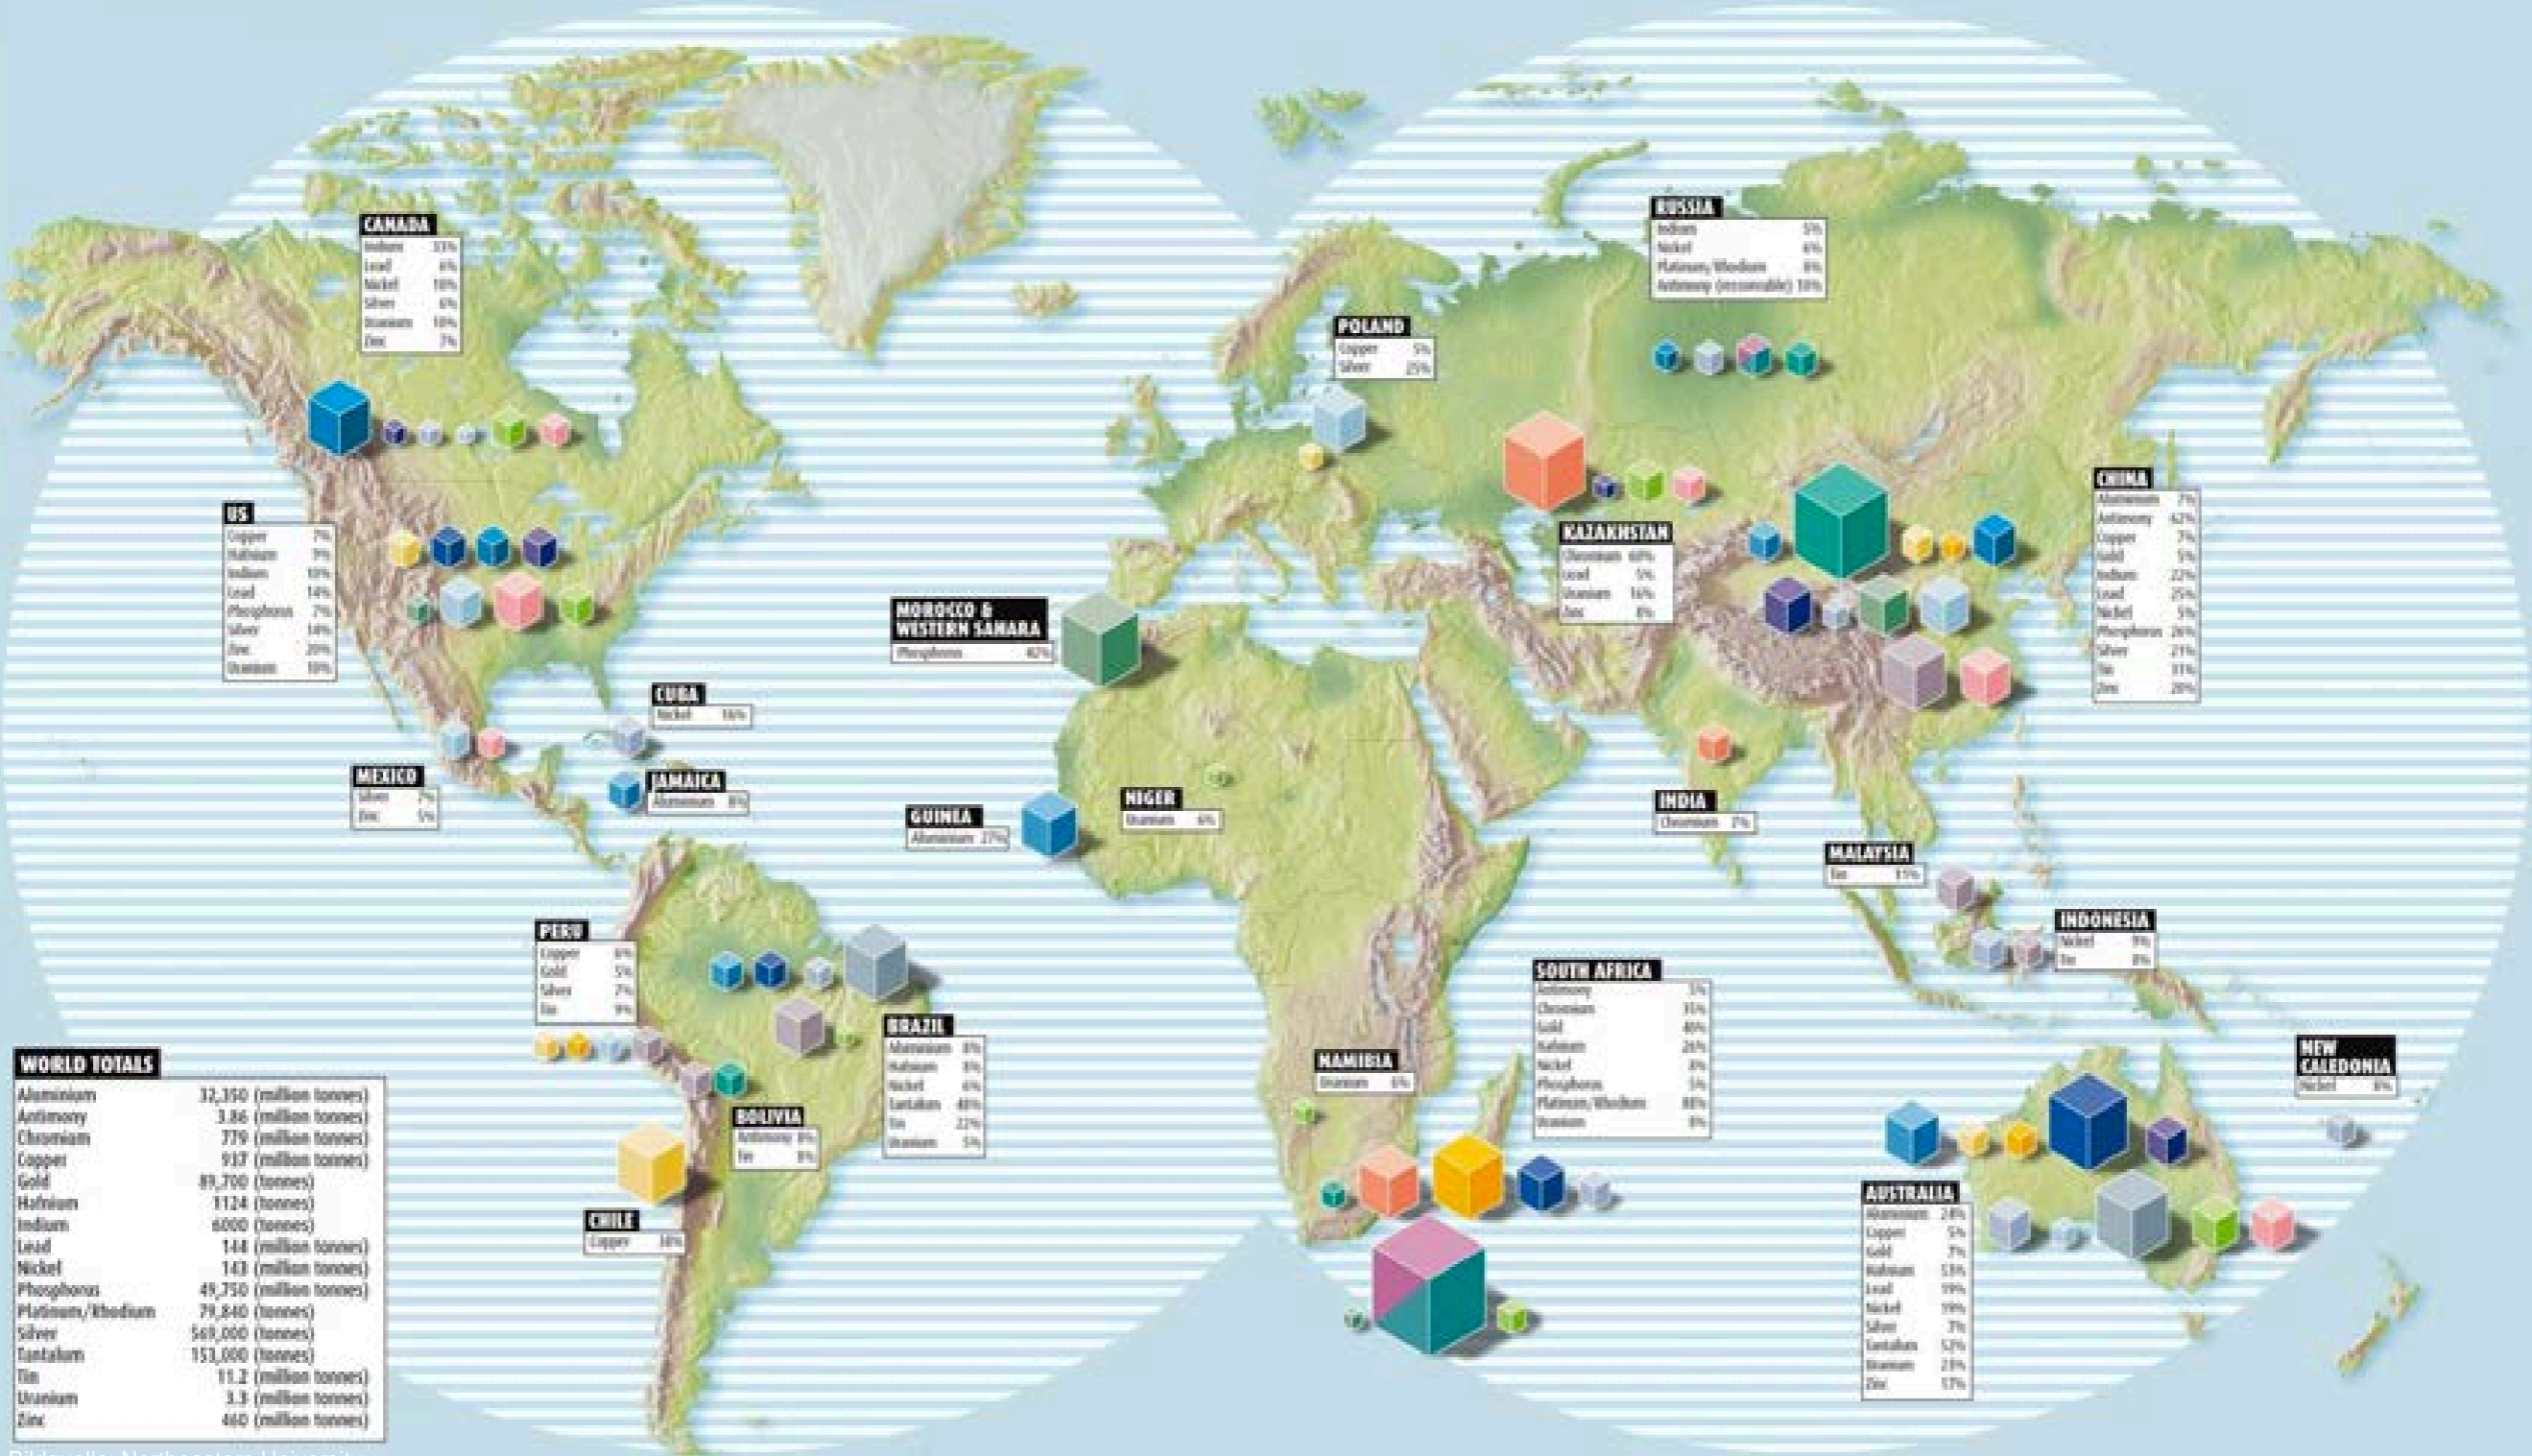 CANADA
Indium 33%
Lead 6%
Nickel 10%
Silver 6%
Uranium 10%
Zinc 7%
RUSSIA
Indium 5%
Nickel 6%
Platinum/Rhodium 8%
Antimony (recoverable) 10%
POLAND
Copper 5%
Silver 25%
US
Copper 7%
Hafnium 9%
Indium 10%
Lead 14%
Phosphorus 7%
Silver 14%
Zinc 20%
Uranium 10%
KAZAKHSTAN
Chromium 60%
Lead 5%
Uranium 16%
Zinc 8%
CHINA
Aluminium 7%
Antimony 62%
Copper 7%
Gold 5%
Indium 22%
Lead 25%
Nickel 5%
Phosphorus 26%
Silver 21%
Tin 31%
Zinc 20%
MOROCCO &
WESTERN SAHARA
Phosphorus 42%
CUBA
Nickel 16%
MEXICO
Silver 7%
Zinc 5%
JAMAICA
Aluminium 8%
GUINEA
Aluminium 27%
NIGER
Uranium 6%
INDIA
Chromium
MALAYSIA
Tin
INDONESIA
Nickel 9%
Tin 8%
PERU
Copper 6%
Gold 5%
Silver 7%
Tin 9%
BRAZIL
Aluminium 8%
Hafnium 8%
Nickel 6%
Tantalum 48%
Tin 22%
Uranium 5%
BOLIVIA
Antimony 8%
Tin 8%
CHILE
Copper 38%
NAMIBIA
Uranium 6%
SOUTH AFRICA
Antimony 5%
Chromium 35%
Gold 40%
Hafnium 26%
Nickel 8%
Phosphorus 5%
Platinum/Rhodium 88%
Uranium 8%
NEW
CALEDONIA
Nickel 8%
AUSTRALIA
Aluminium 24%
Copper 5%
Gold 7%
Hafnium 53%
Lead 19%
Nickel 19%
Silver 7%
Tantalum 52%
Uranium 23%
Zinc 17%
WORLD TOTALS
Aluminium 32,350 (million tonnes)
Antimony 3.86 (million tonnes)
Chromium 779 (million tonnes)
Copper 937 (million tonnes)
Gold 89,700 (tonnes)
Hafnium 1124 (tonnes)
Indium 6000 (tonnes)
Lead 144 (million tonnes)
Nickel 143 (million tonnes)
Phosphorus 49,750 (million tonnes)
Platinum/Rhodium 79,840 (tonnes)
Silver 569,000 (tonnes)
Tantalum 153,000 (tonnes)
Tin 11.2 (million tonnes)
Uranium 3.3 (million tonnes)
Zinc 460 (million tonnes)